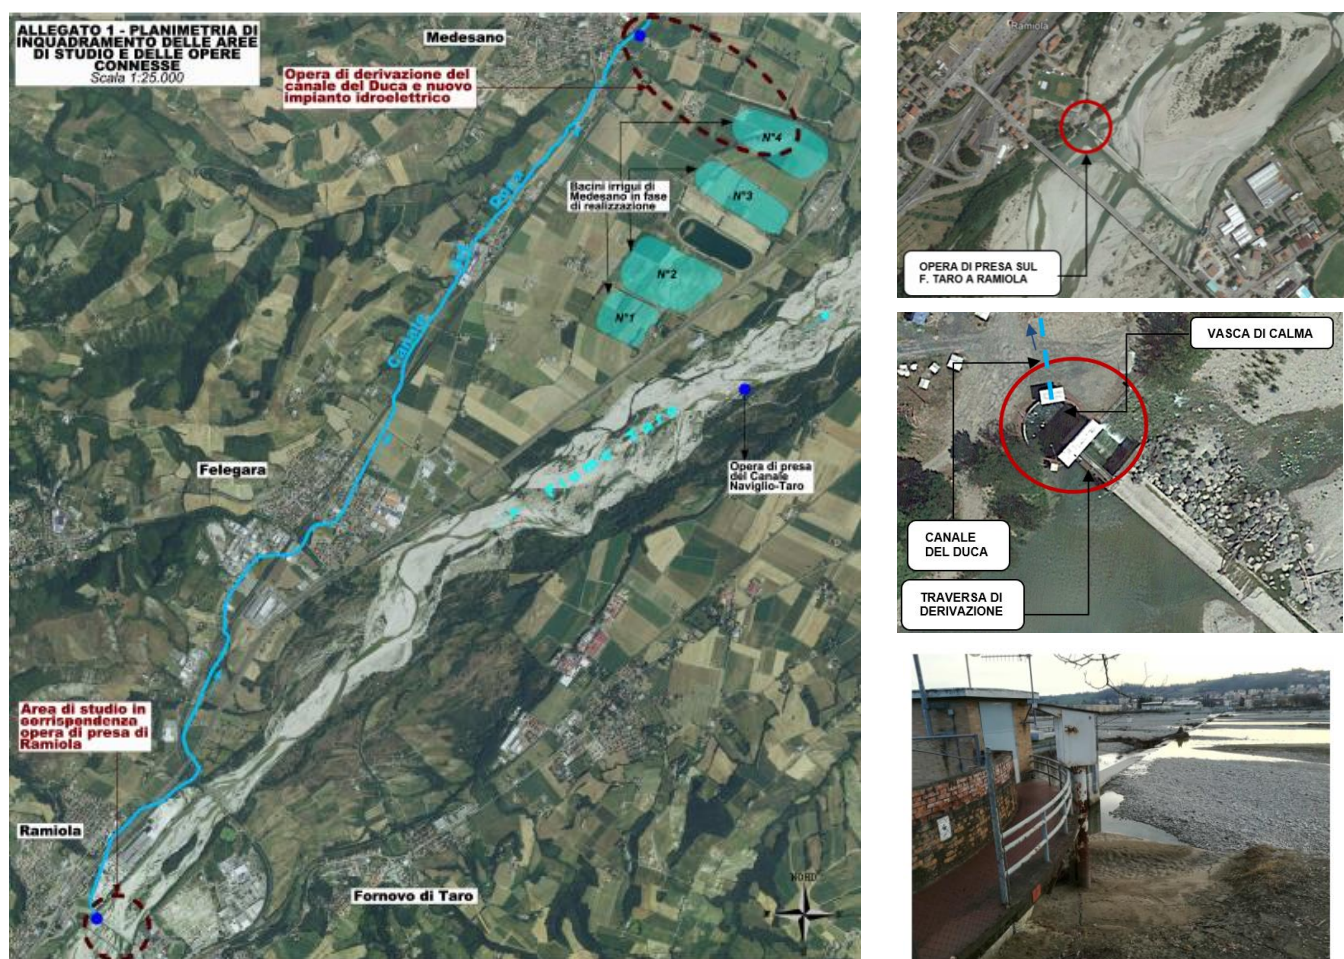 ALLEGATO 1 - PLANIMETRIA DI
INQUADRAMENTO DELLE AREE
DI STUDIO E DELLE OPERE
CONNESSE
Scala 1:25.000
Medesano
Opera di derivazione del
canale del Duca e nuovo
impianto idroelettrico
N°4
Bacini irrigui di
Medesano in fase
di realizzazione
N°3
N°2
N°1
Canale del Duca
Felegara
Fiume Taro
Opera di presa
del Canale
Naviglio-Taro
Area di studio in
corrispondenza
opera di presa di
Ramiola
Ramiola
Fornovo di Taro
NORD
Ramiola
OPERA DI PRESA SUL
F. TARO A RAMIOLA
VASCA DI CALMA
CANALE
DEL DUCA
TRAVERSA DI
DERIVAZIONE